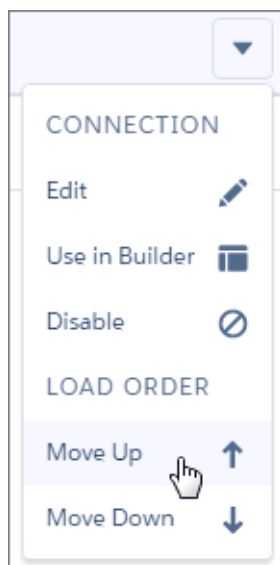 CONNECTION
Edit
Use in Builder
Disable
LOAD ORDER
Move Up
Move Down